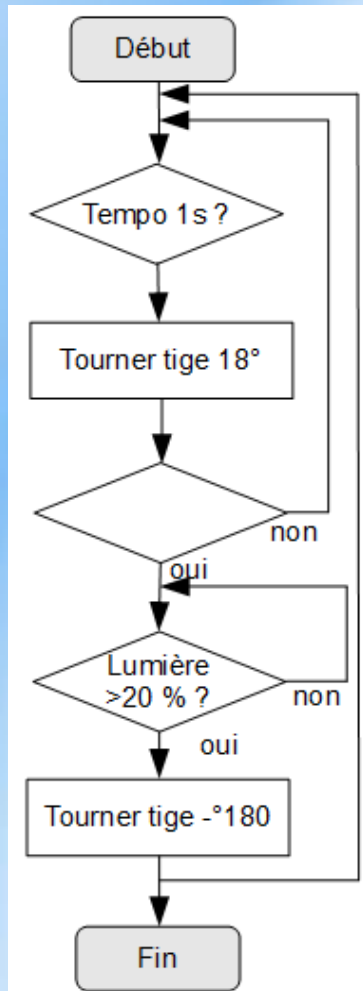 Début
Tempo 1s ?
Tourner tige 18°
non
oui
Lumière
>20 % ?
non
oui
Tourner tige -°180
Fin